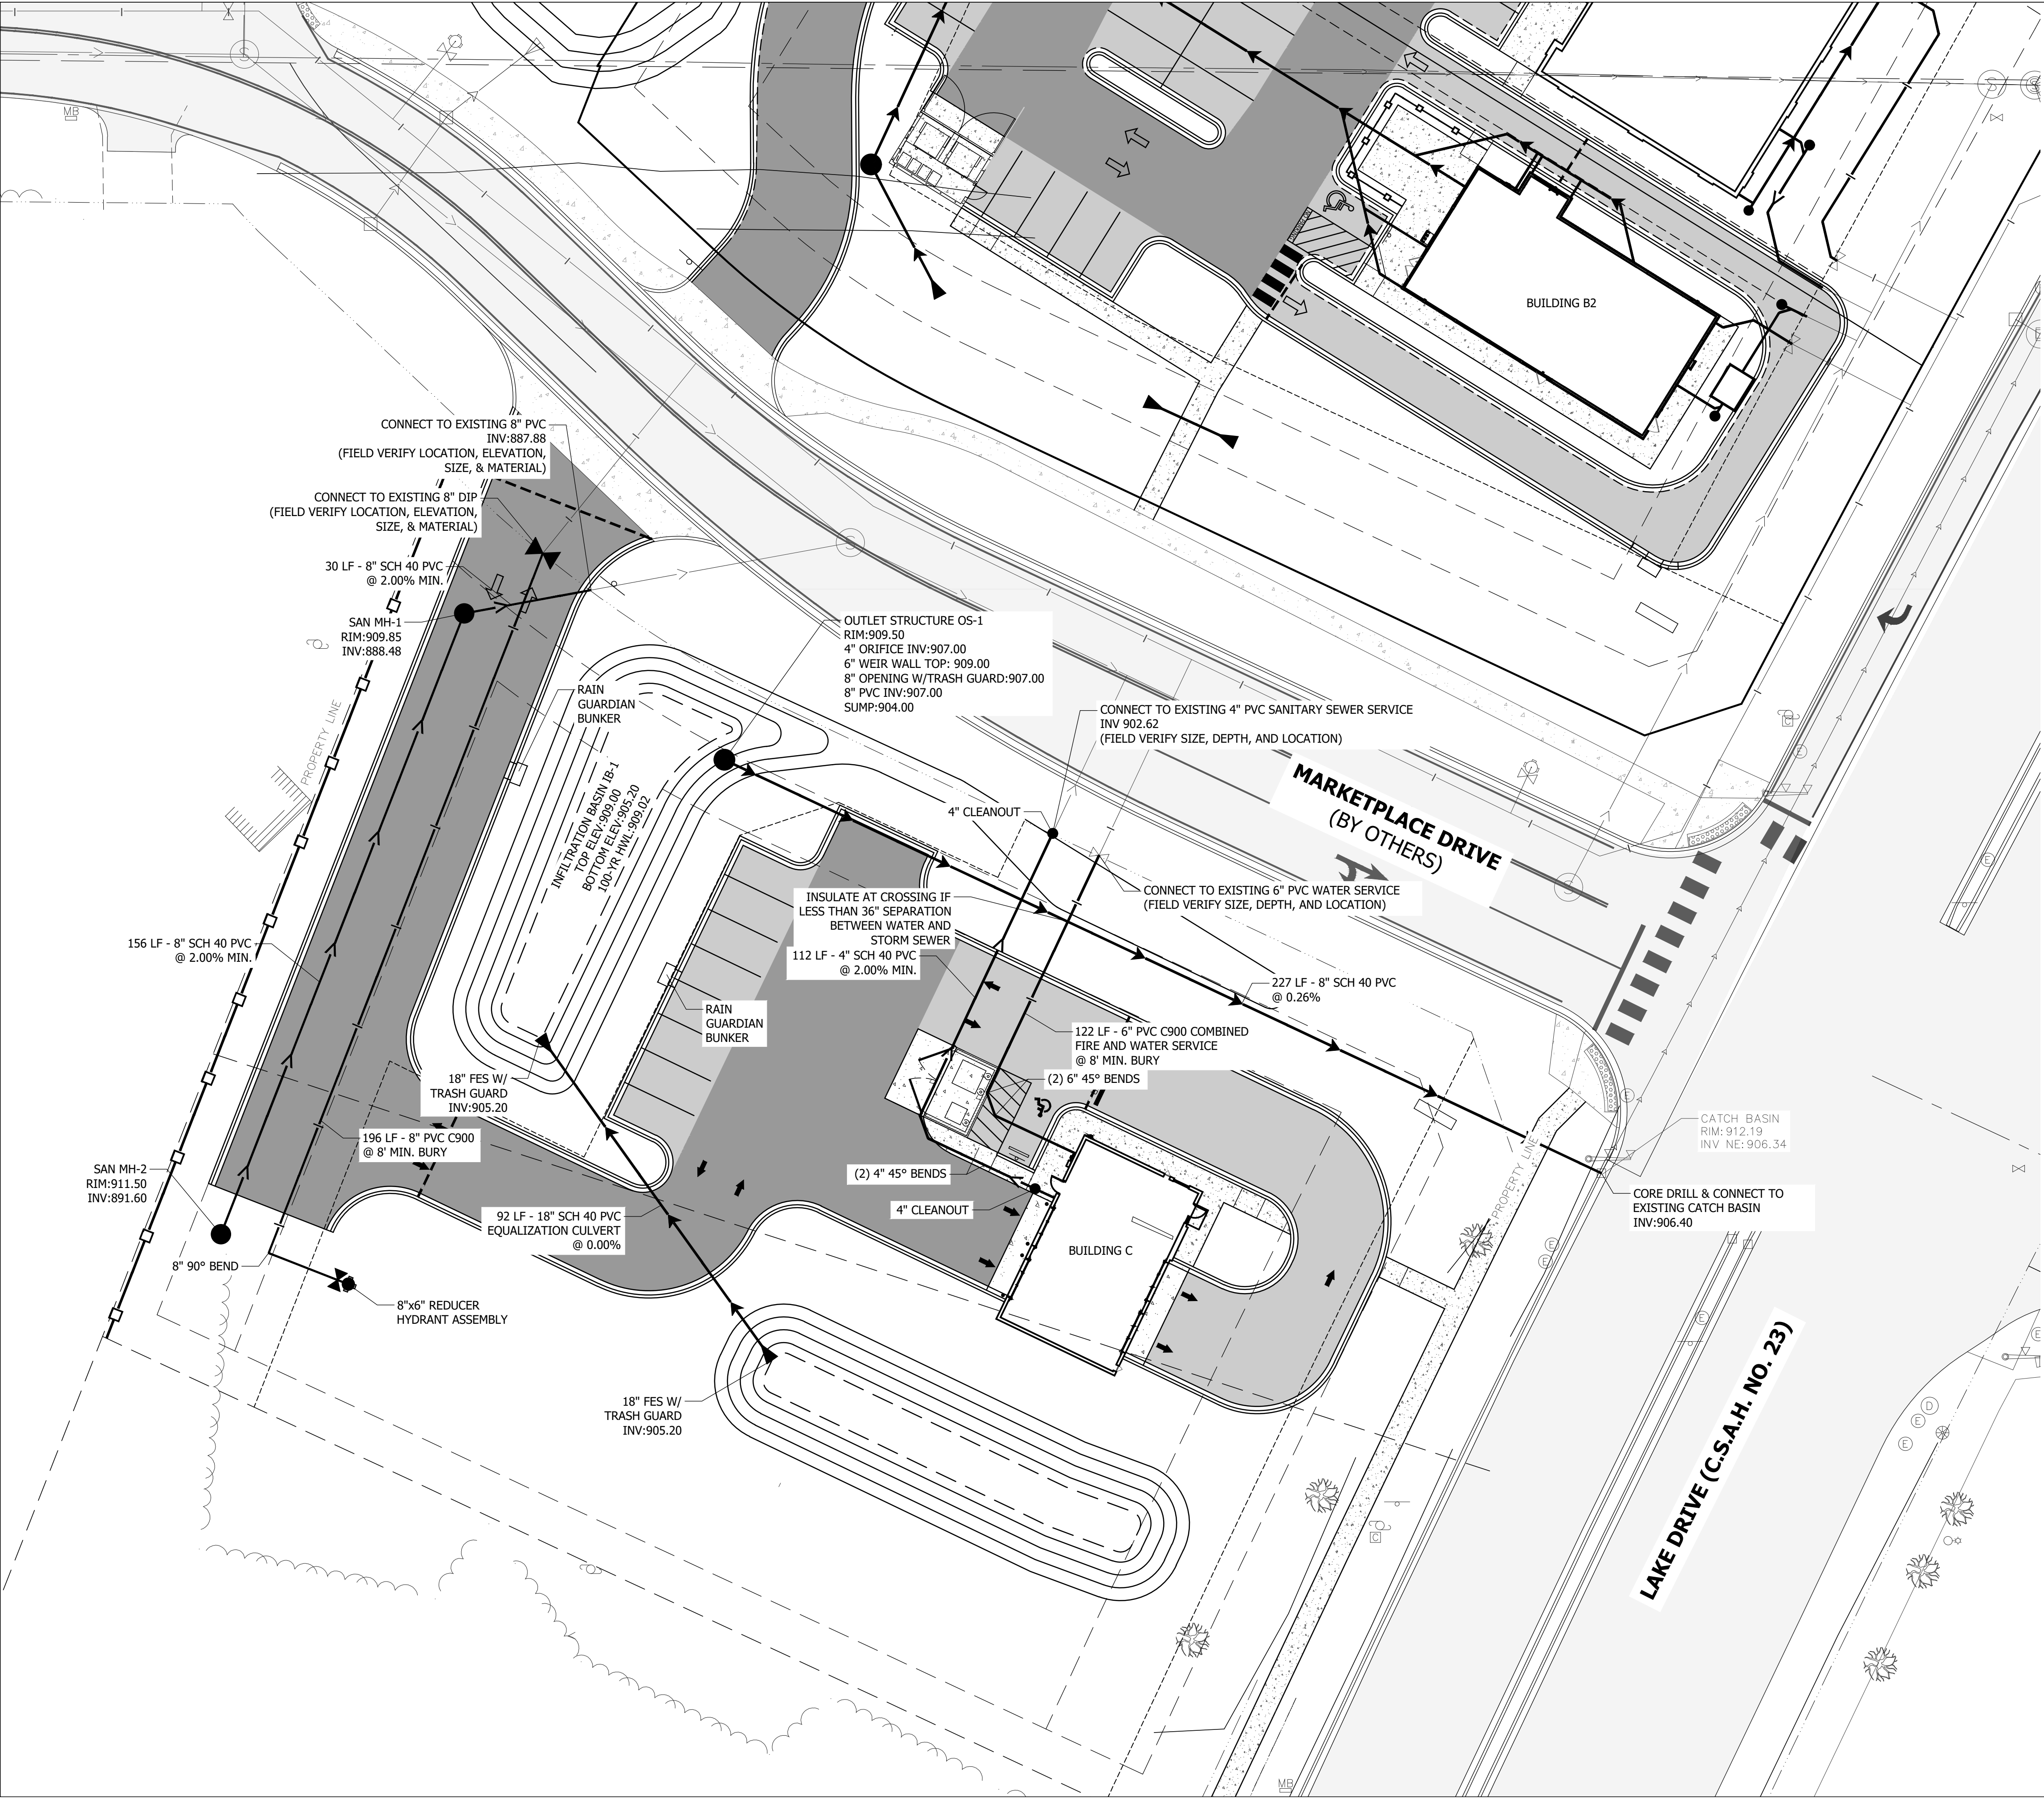 MB
S
S
BUILDING B2
CONNECT TO EXISTING 8" PVC
INV:887.88
(FIELD VERIFY LOCATION, ELEVATION,
SIZE, & MATERIAL)
CONNECT TO EXISTING 8" DIP
(FIELD VERIFY LOCATION, ELEVATION,
SIZE, & MATERIAL)
S
30 LF - 8" SCH 40 PVC
@ 2.00% MIN.
SAN MH-1
RIM:909.85
INV:888.48
PROPERTY LINE
RAIN
GUARDIAN
BUNKER
OUTLET STRUCTURE OS-1
RIM:909.50
4" ORIFICE INV:907.00
6" WEIR WALL TOP: 909.00
8" OPENING W/TRASH GUARD:907.00
8" PVC INV:907.00
SUMP:904.00
CONNECT TO EXISTING 4" PVC SANITARY SEWER SERVICE
INV 902.62
(FIELD VERIFY SIZE, DEPTH, AND LOCATION)
C
E
INFILTRATION BASIN IB-1
TOP ELEV:909.00
BOTTOM ELEV:905.20
100-YR HWL:909.02
4" CLEANOUT
MARKETPLACE DRIVE
(BY OTHERS)
E
S
CONNECT TO EXISTING 6" PVC WATER SERVICE
(FIELD VERIFY SIZE, DEPTH, AND LOCATION)
INSULATE AT CROSSING IF
LESS THAN 36" SEPARATION
BETWEEN WATER AND
STORM SEWER
112 LF - 4" SCH 40 PVC
@ 2.00% MIN.
156 LF - 8" SCH 40 PVC
@ 2.00% MIN.
227 LF - 8" SCH 40 PVC
@ 0.26%
RAIN
GUARDIAN
BUNKER
122 LF - 6" PVC C900 COMBINED
FIRE AND WATER SERVICE
@ 8' MIN. BURY
(2) 6" 45° BENDS
E
18" FES W/
TRASH GUARD
INV:905.20
CATCH BASIN
RIM: 912.19
INV NE: 906.34
196 LF - 8" PVC C900
@ 8' MIN. BURY
SAN MH-2
RIM:911.50
INV:891.60
(2) 4" 45° BENDS
PROPERTY LINE
CORE DRILL & CONNECT TO
EXISTING CATCH BASIN
INV:906.40
4" CLEANOUT
92 LF - 18" SCH 40 PVC
EQUALIZATION CULVERT
@ 0.00%
BUILDING C
E
E
8" 90° BEND
8"x6" REDUCER
HYDRANT ASSEMBLY
E
E
LAKE DRIVE (C.S.A.H. NO. 23)
18" FES W/
TRASH GUARD
INV:905.20
D
E
E
C
MB